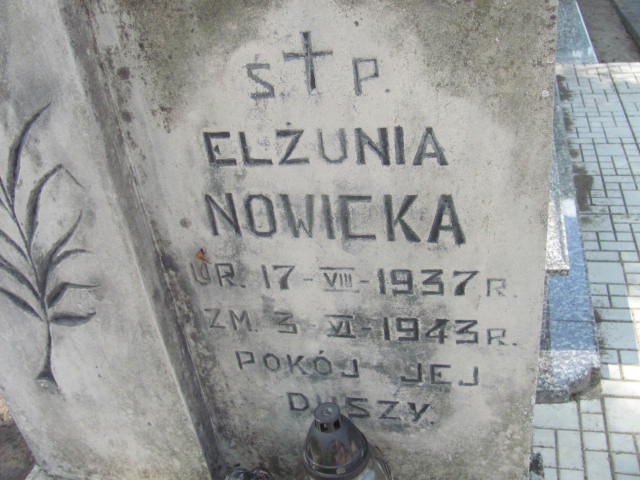 Ś. P.
ELŻUNIA
NOWICKA
UR. 17-VIII-1937 R.
ZM. 3-VI-1943 R.
POKÓJ JEJ
DUSZY.